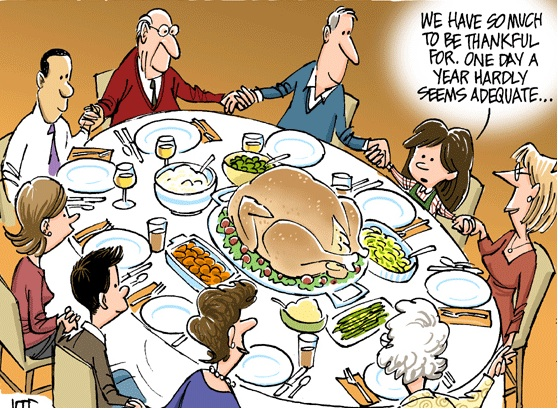 WE HAVE SO MUCH
TO BE THANKFUL
FOR. ONE DAY A
YEAR HARDLY
SEEMS ADEQUATE...